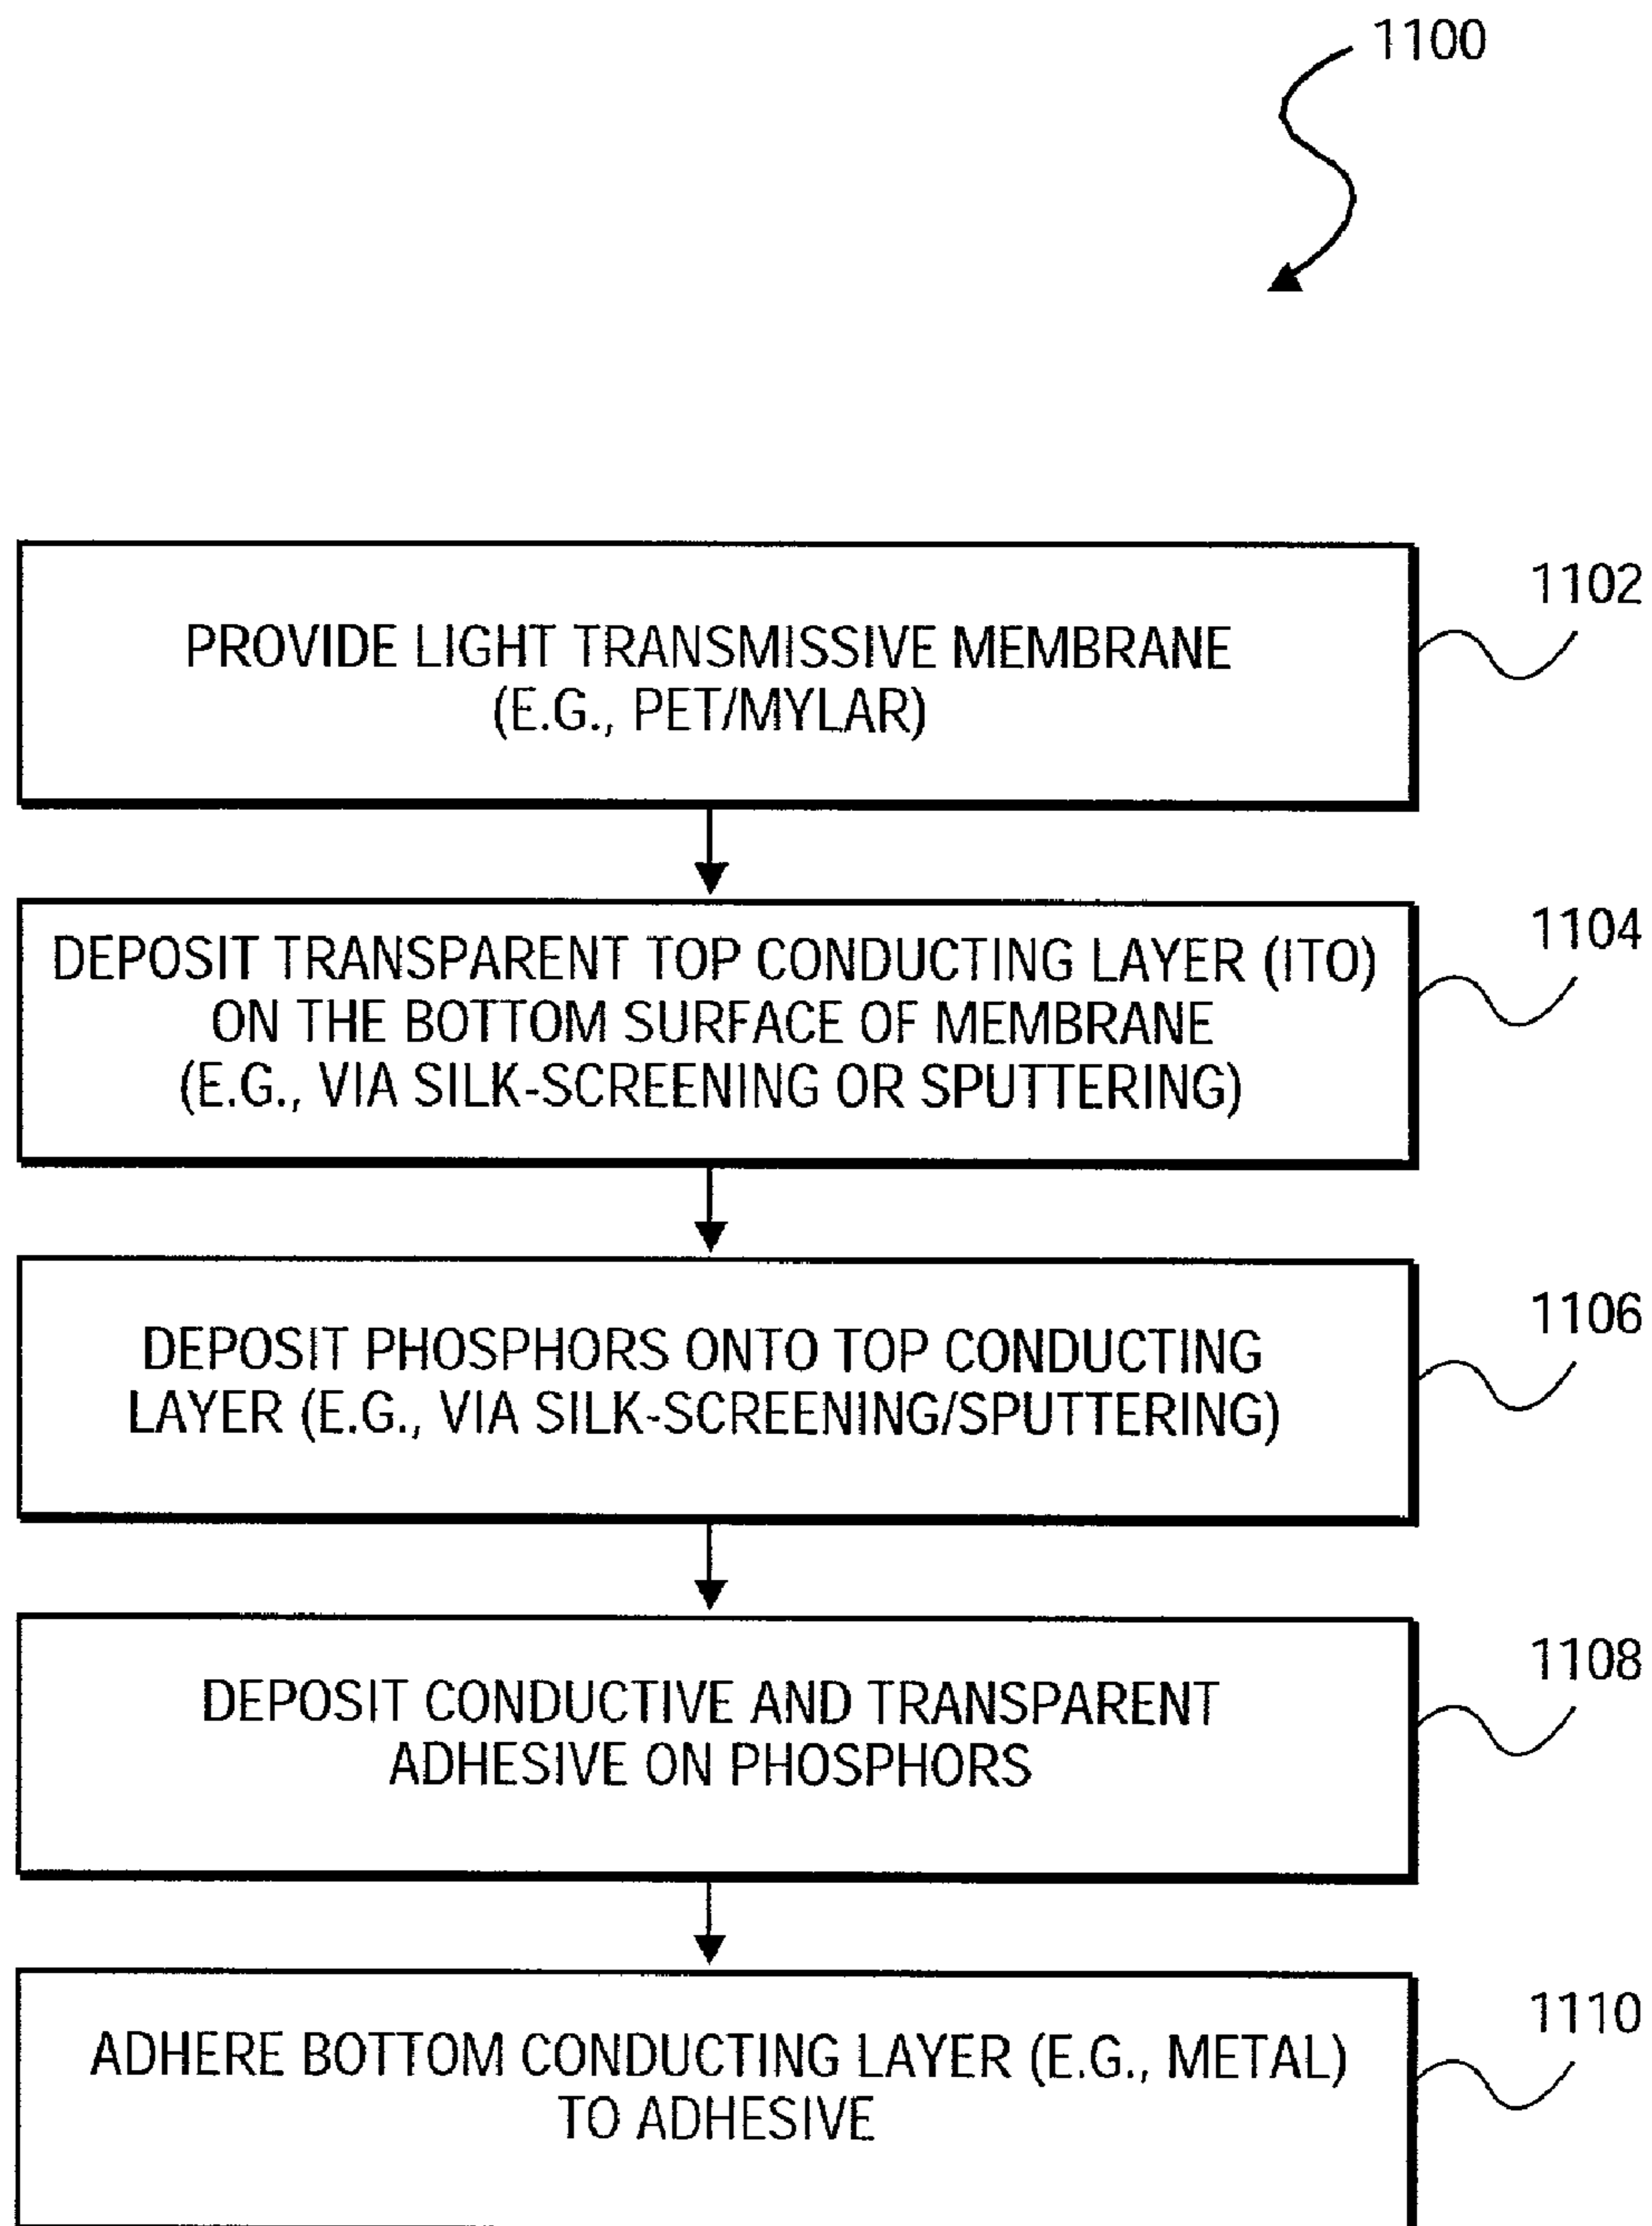 1100
PROVIDE LIGHT TRANSMISSIVE MEMBRANE
(E.G., PET/MYLAR)
1102
DEPOSIT TRANSPARENT TOP CONDUCTING LAYER (ITO)
ON THE BOTTOM SURFACE OF MEMBRANE
(E.G., VIA SILK-SCREENING OR SPUTTERING)
1104
DEPOSIT PHOSPHORS ONTO TOP CONDUCTING
LAYER (E.G., VIA SILK-SCREENING/SPUTTERING)
1106
DEPOSIT CONDUCTIVE AND TRANSPARENT
ADHESIVE ON PHOSPHORS
1108
ADHERE BOTTOM CONDUCTING LAYER (E.G., METAL)
TO ADHESIVE
1110